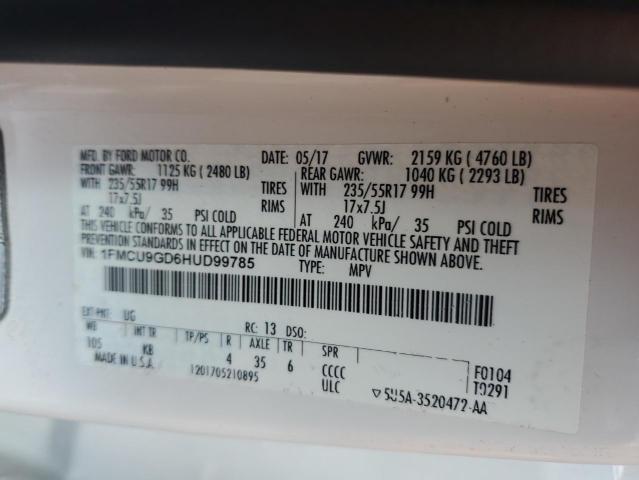 MFD. BY FORD MOTOR CO. DATE: 05/17 GVWR: 2159 KG ( 4760 LB)
FRONT GAWR: 1125 KG ( 2480 LB) REAR GAWR: 1040 KG ( 2293 LB)
WITH 235/55R17 99H TIRES WITH 235/55R17 99H TIRES
17x7.5J RIMS 17x7.5J RIMS
AT 240 kPa/ 35 PSI COLD AT 240 kPa/ 35 PSI COLD
THIS VEHICLE CONFORMS TO ALL APPLICABLE FEDERAL MOTOR VEHICLE SAFETY AND THEFT
PREVENTION STANDARDS IN EFFECT ON THE DATE OF MANUFACTURE SHOWN ABOVE.
VIN: 1FMCU9GD6HUD99785 TYPE: MPV
EXT PNT: UG RC: 13 DSO:
WB INT TR TP/PS R AXLE TR SPR
105 KB 4 35 6 CCCC F0104
MADE IN U.S.A. 1201705210895 ULC T0291
5U5A-3520472-AA